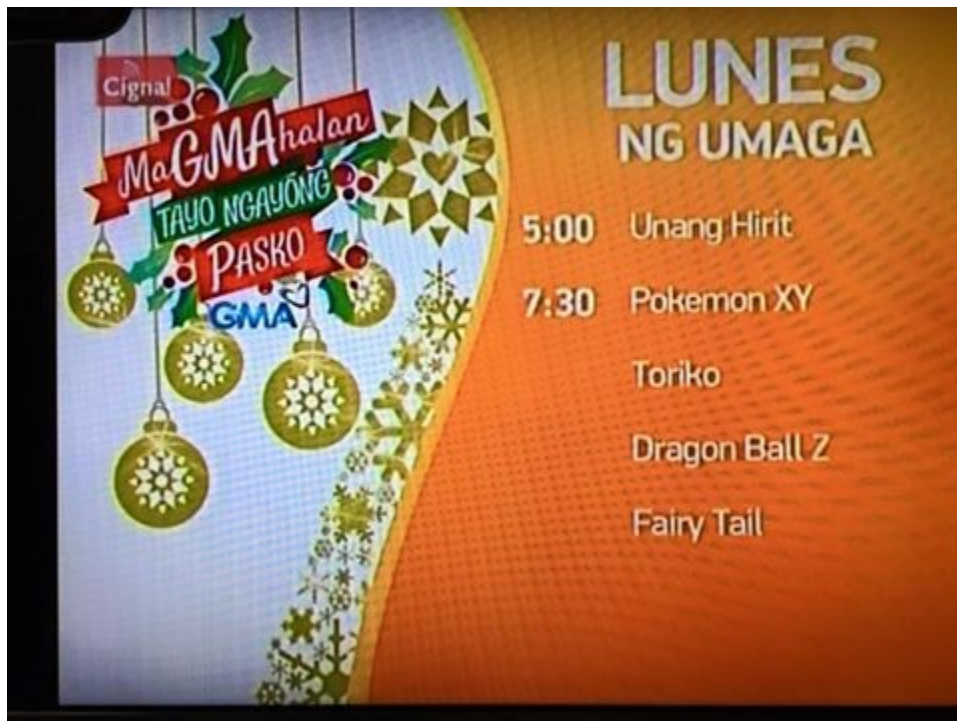 Cignal
MaGMAhalan
TAYO NGAYÓNG
PASKO
GMA
LUNES
NG UMAGA
5:00 Unang Hirit
7:30 Pokemon XY
Toriko
Dragon Ball Z
Fairy Tail